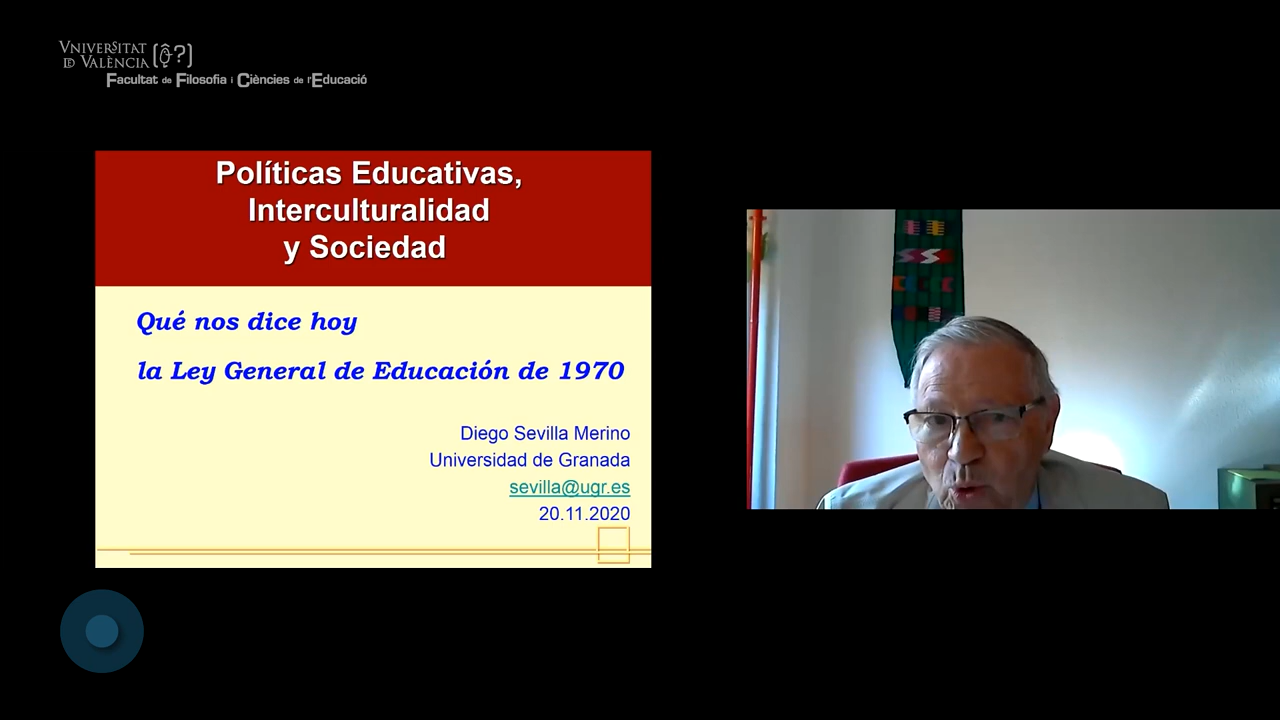 VNIVERSITAT
DE VALÈNCIA [Ô?]
Facultat de Filosofia i Ciències de l'Educació
Políticas Educativas,
Interculturalidad
y Sociedad
Qué nos dice hoy
la Ley General de Educación de 1970
Diego Sevilla Merino
Universidad de Granada
sevilla@ugr.es
20.11.2020